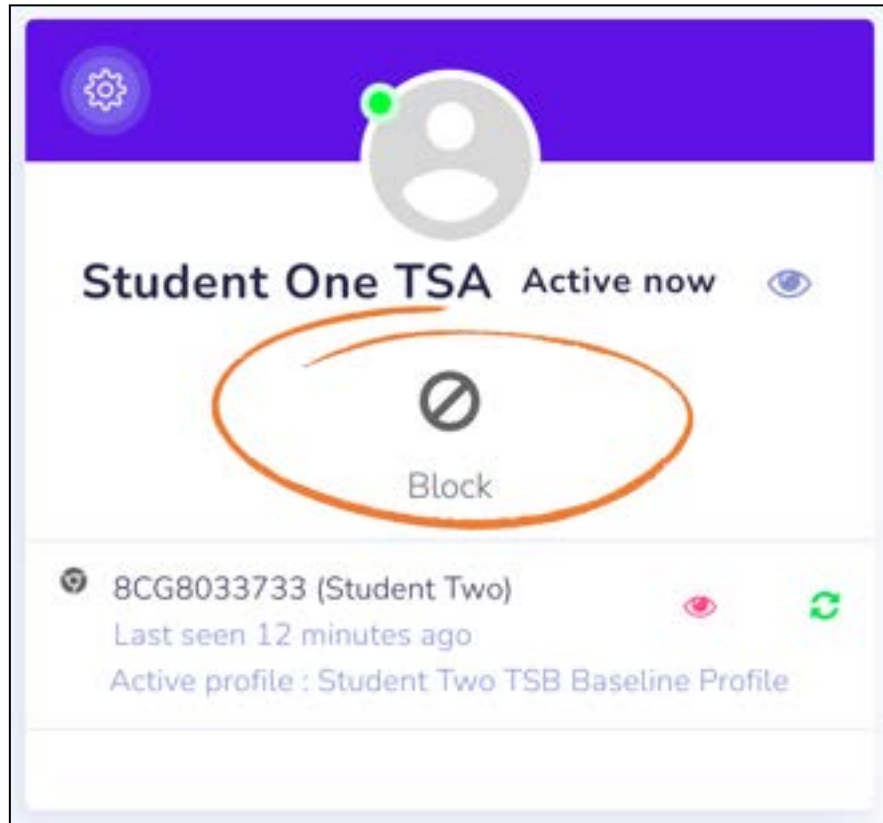 Student One TSA Active now
Block
8CG8033733 (Student Two)
Last seen 12 minutes ago
Active profile : Student Two TSB Baseline Profile